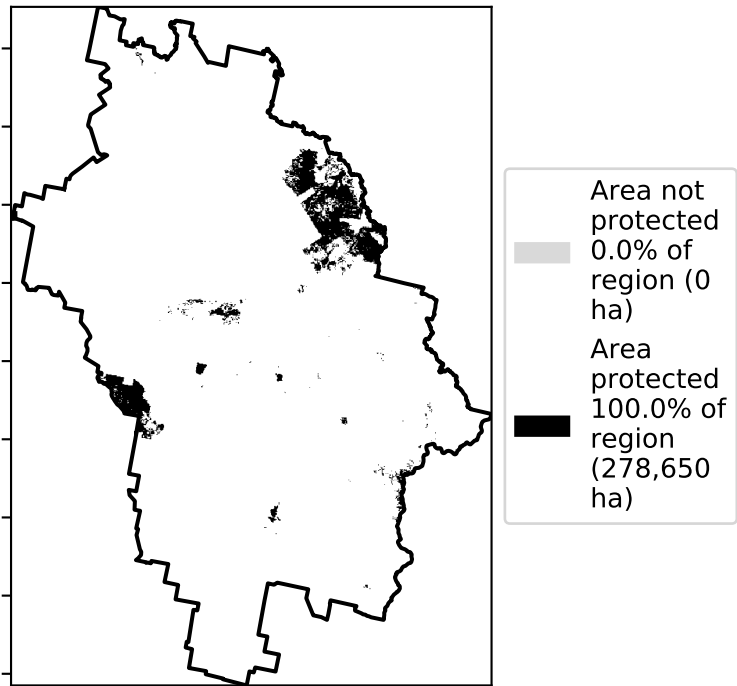 Area not
protected
0.0% of
region (0
ha)
Area
protected
100.0% of
region
(278,650
ha)